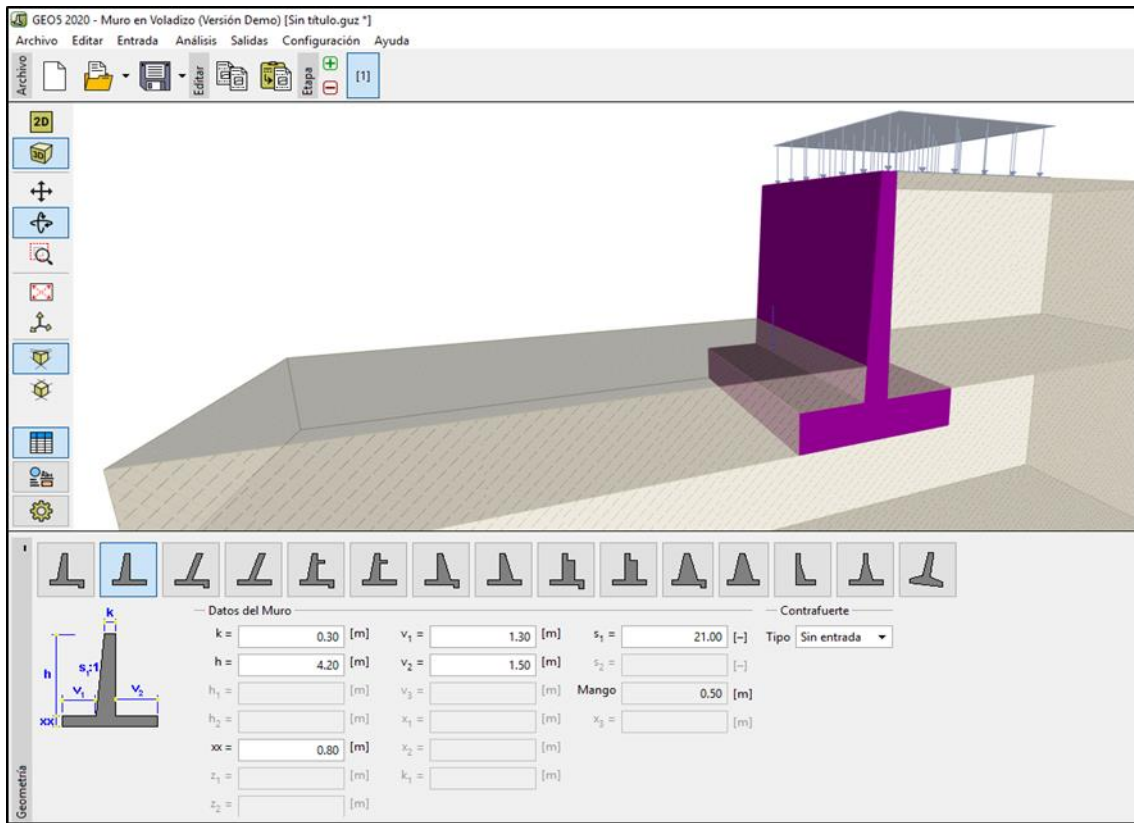 GEO5 2020 - Muro en Voladizo (Versión Demo) [Sin título.guz *]
Archivo Editar Entrada Análisis Salidas Configuración Ayuda
Archivo
Editar
Etapa
[1]
2D
3D
Geometría
k
h
s₁:1
v₁
v₂
xx
Datos del Muro
k = 0.30 [m] v₁ = 1.30 [m] s₁ = 21.00 [-]
h = 4.20 [m] v₂ = 1.50 [m] s₂ = [-]
h₁ = [m] v₃ = [m] Mango 0.50 [m]
h₂ = [m] x₁ = [m] x₃ = [m]
xx = 0.80 [m] x₂ = [m]
z₁ = [m] k₁ = [m]
z₂ = [m]
Contrafuerte
Tipo Sin entrada